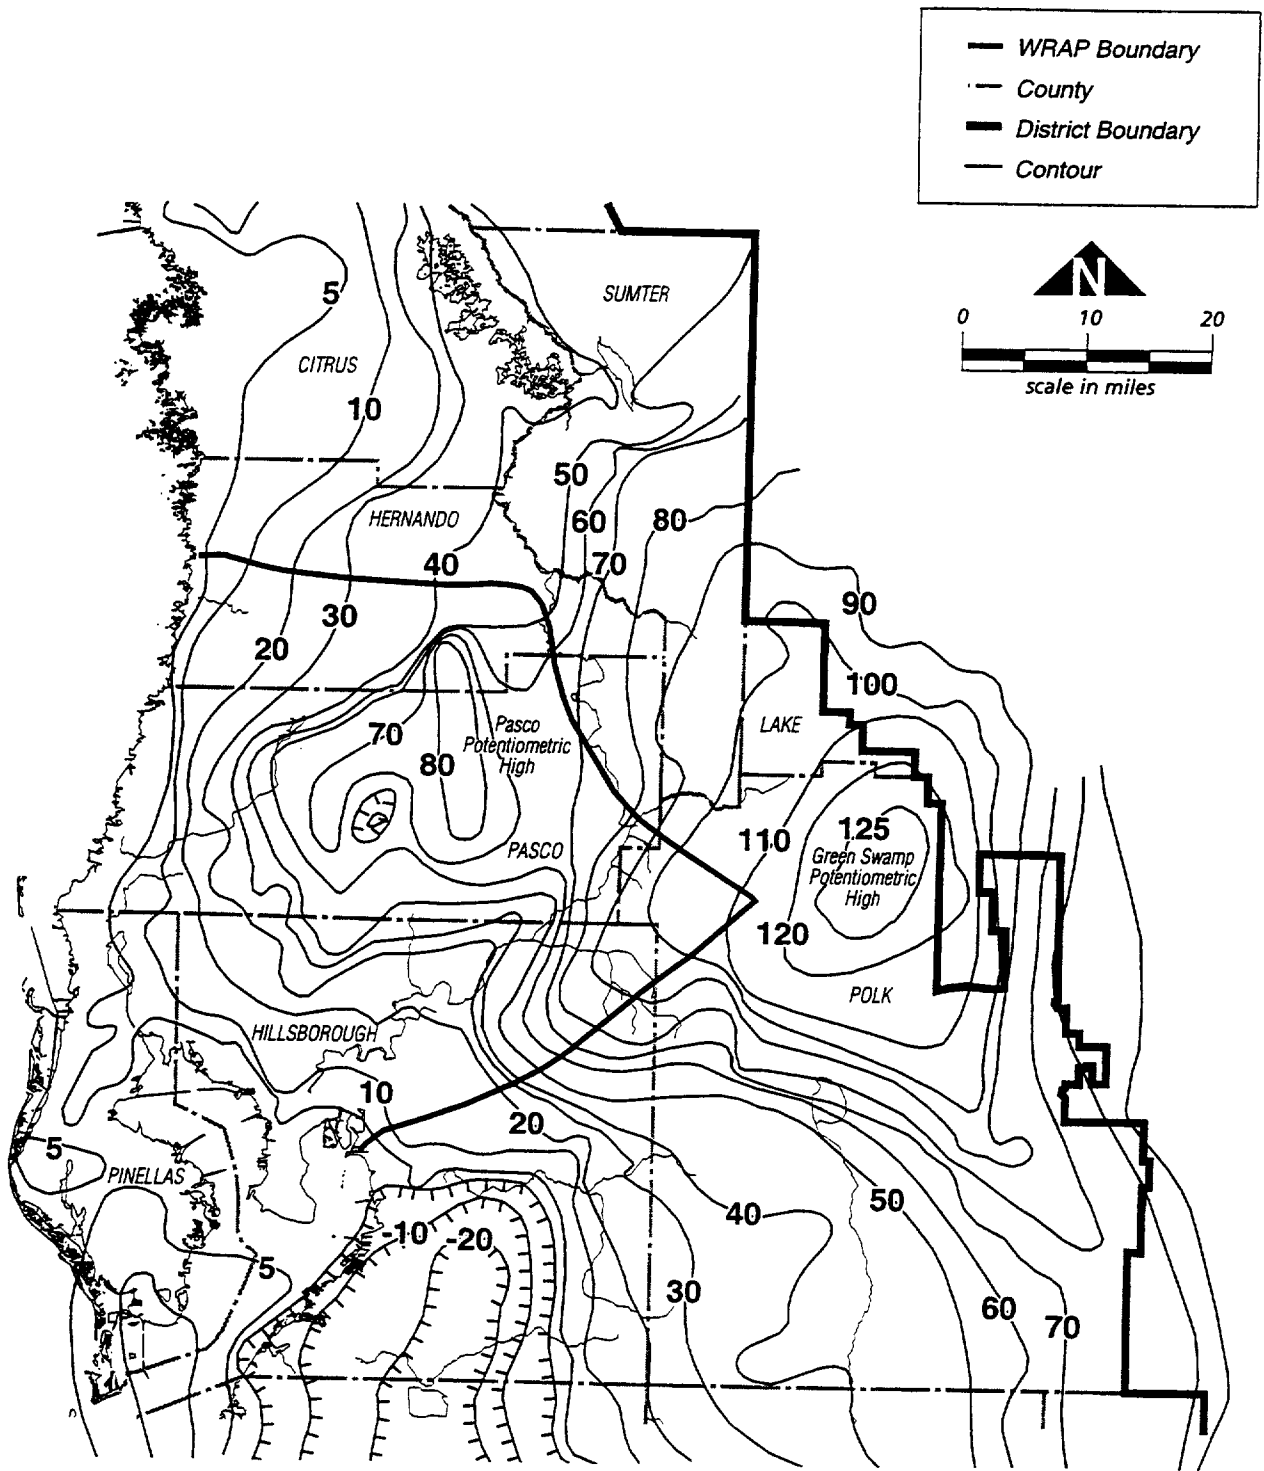 WRAP Boundary
County
District Boundary
Contour
N
0 10 20
scale in miles
SUMTER
5
CITRUS
10
50
HERNANDO
60
80
40
70
90
30
20
100
Pasco
Potentiometric
High
70
LAKE
80
125
110
PASCO
Green Swamp
Potentiometric
High
120
POLK
HILLSBOROUGH
10
20
5
PINELLAS
50
40
-10
-20
5
30
60
70